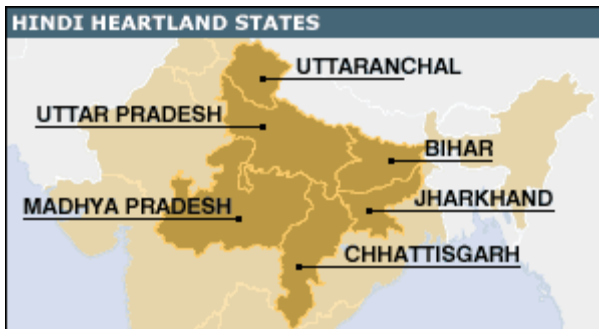 HINDI HEARTLAND STATES
UTTARANCHAL
UTTAR PRADESH
BIHAR
JHARKHAND
MADHYA PRADESH
CHHATTISGARH